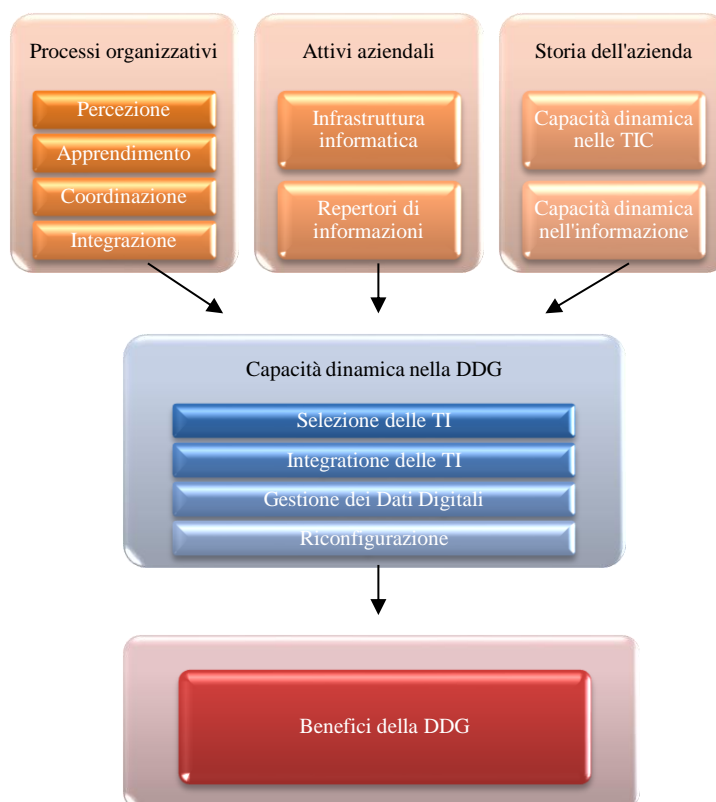 Processi organizzativi
Percezione
Apprendimento
Coordinazione
Integrazione
Attivi aziendali
Infrastruttura
informatica
Repertori di
informazioni
Storia dell'azienda
Capacità dinamica
nelle TIC
Capacità dinamica
nell'informazione
Capacità dinamica nella DDG
Selezione delle TI
Integratione delle TI
Gestione dei Dati Digitali
Riconfigurazione
Benefici della DDG